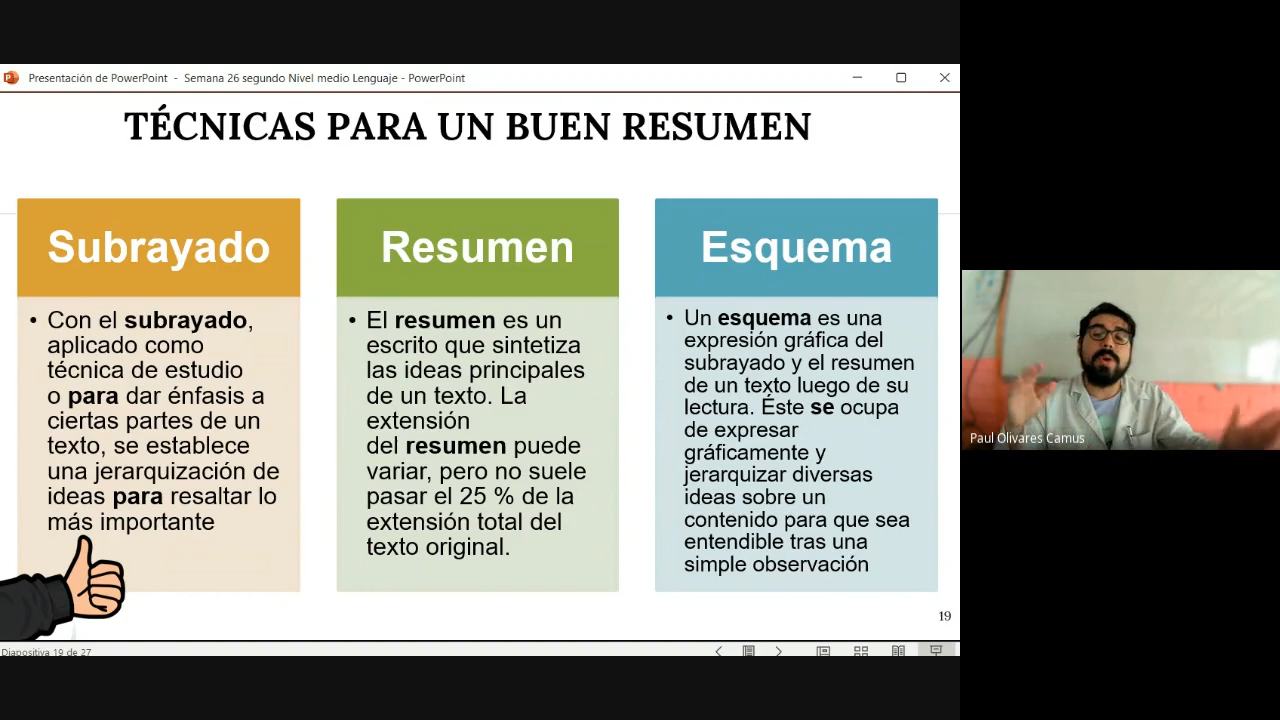 Presentación de PowerPoint - Semana 26 segundo Nivel medio Lenguaje - PowerPoint
TÉCNICAS PARA UN BUEN RESUMEN
Subrayado
• Con el subrayado,
aplicado como
técnica de estudio
o para dar énfasis a
ciertas partes de un
texto, se establece
una jerarquización de
ideas para resaltar lo
más importante
Resumen
• El resumen es un
escrito que sintetiza
las ideas principales
de un texto. La
extensión
del resumen puede
variar, pero no suele
pasar el 25 % de la
extensión total del
texto original.
Esquema
• Un esquema es una
expresión gráfica del
subrayado y el resumen
de un texto luego de su
lectura. Éste se ocupa
de expresar
gráficamente y
jerarquizar diversas
ideas sobre un
contenido para que sea
entendible tras una
simple observación
19
Diapositiva 19 de 27
Paul Olivares Camus